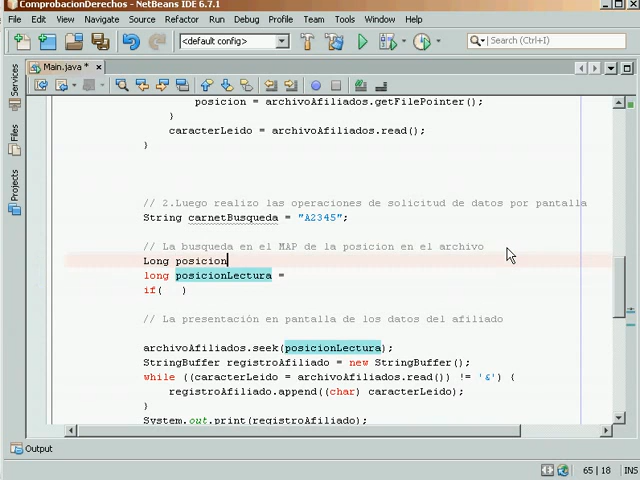 ComprobacionDerechos - NetBeans IDE 6.7.1
File Edit View Navigate Source Refactor Run Debug Profile Team Tools Window Help
<default config>
Search (Ctrl+I)
Main.java *
Services
Files
Projects
posicion = archivoAfiliados.getFilePointer();
}
caracterLeido = archivoAfiliados.read();
}
// 2.Luego realizo las operaciones de solicitud de datos por pantalla
String carnetBusqueda = "A2345";
// La busqueda en el MAP de la posicion en el archivo
Long posicion
long posicionLectura =
if(   )
// La presentación en pantalla de los datos del afiliado
archivoAfiliados.seek(posicionLectura);
StringBuffer registroAfiliado = new StringBuffer();
while ((caracterLeido = archivoAfiliados.read()) != '&') {
registroAfiliado.append((char) caracterLeido);
}
System.out.print(registroAfiliado);
Output
65 | 18
INS